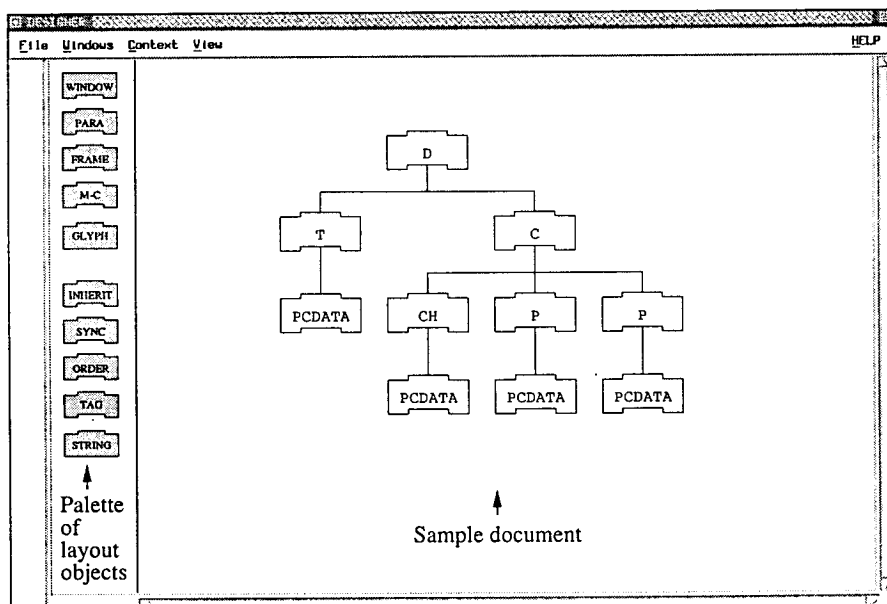 DESIGNER
File Windows Context View HELP
WINDOW
PARA
FRAME
M-C
GLYPH
INHERIT
SYNC
ORDER
TAG
STRING
Palette
of
layout
objects
D
T C
PCDATA CH P P
PCDATA PCDATA PCDATA
Sample document